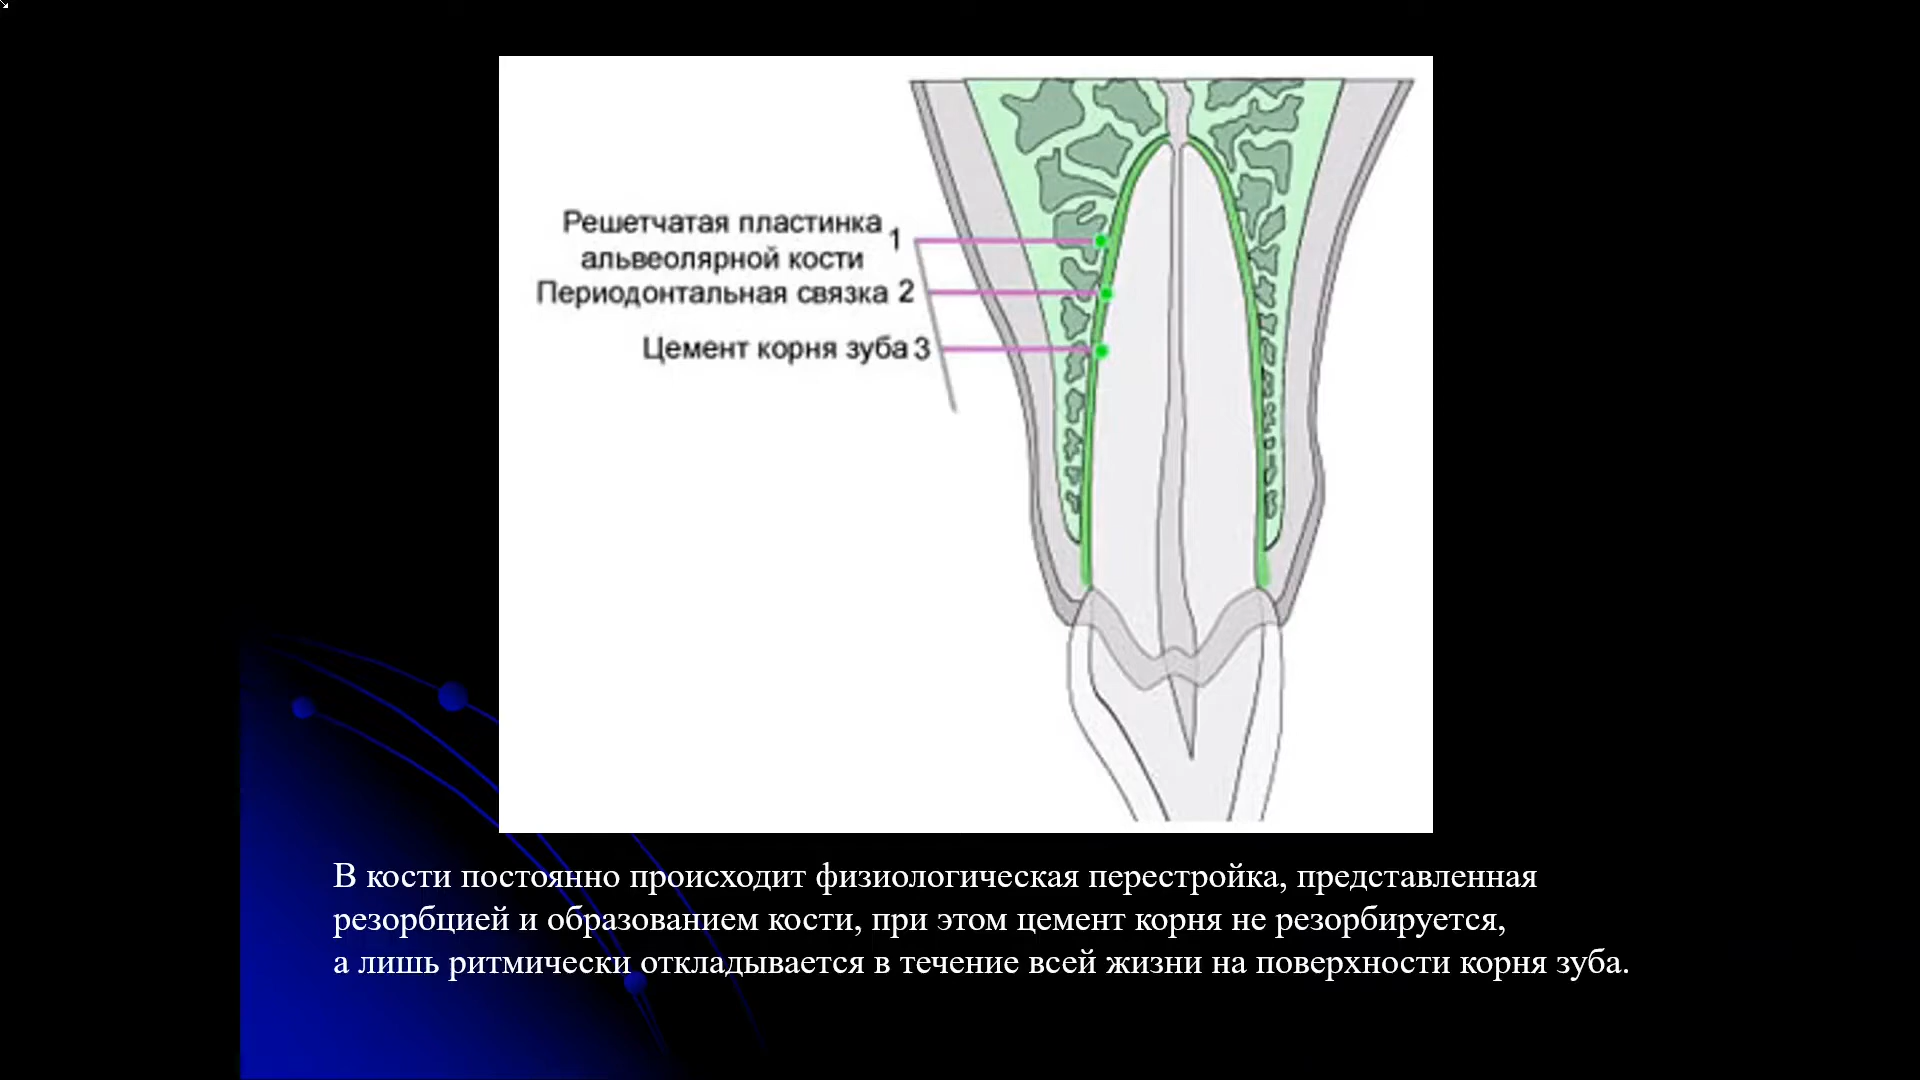 Решетчатая пластинка 1
альвеолярной кости
Периодонтальная связка 2
Цемент корня зуба 3
В кости постоянно происходит физиологическая перестройка, представленная
резорбцией и образованием кости, при этом цемент корня не резорбируется,
а лишь ритмически откладывается в течение всей жизни на поверхности корня зуба.